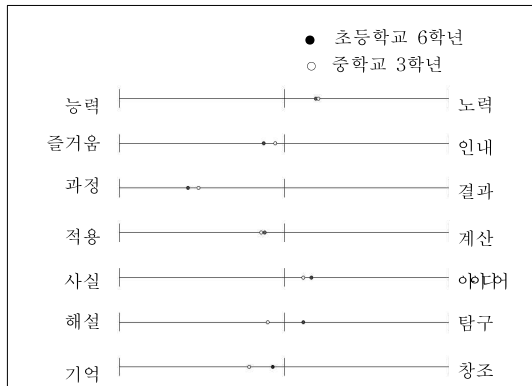 ● 초등학교 6학년
○ 중학교 3학년
능력 노력
즐거움 인내
과정 결과
적용 계산
사실 아이디어
해설 탐구
기억 창조